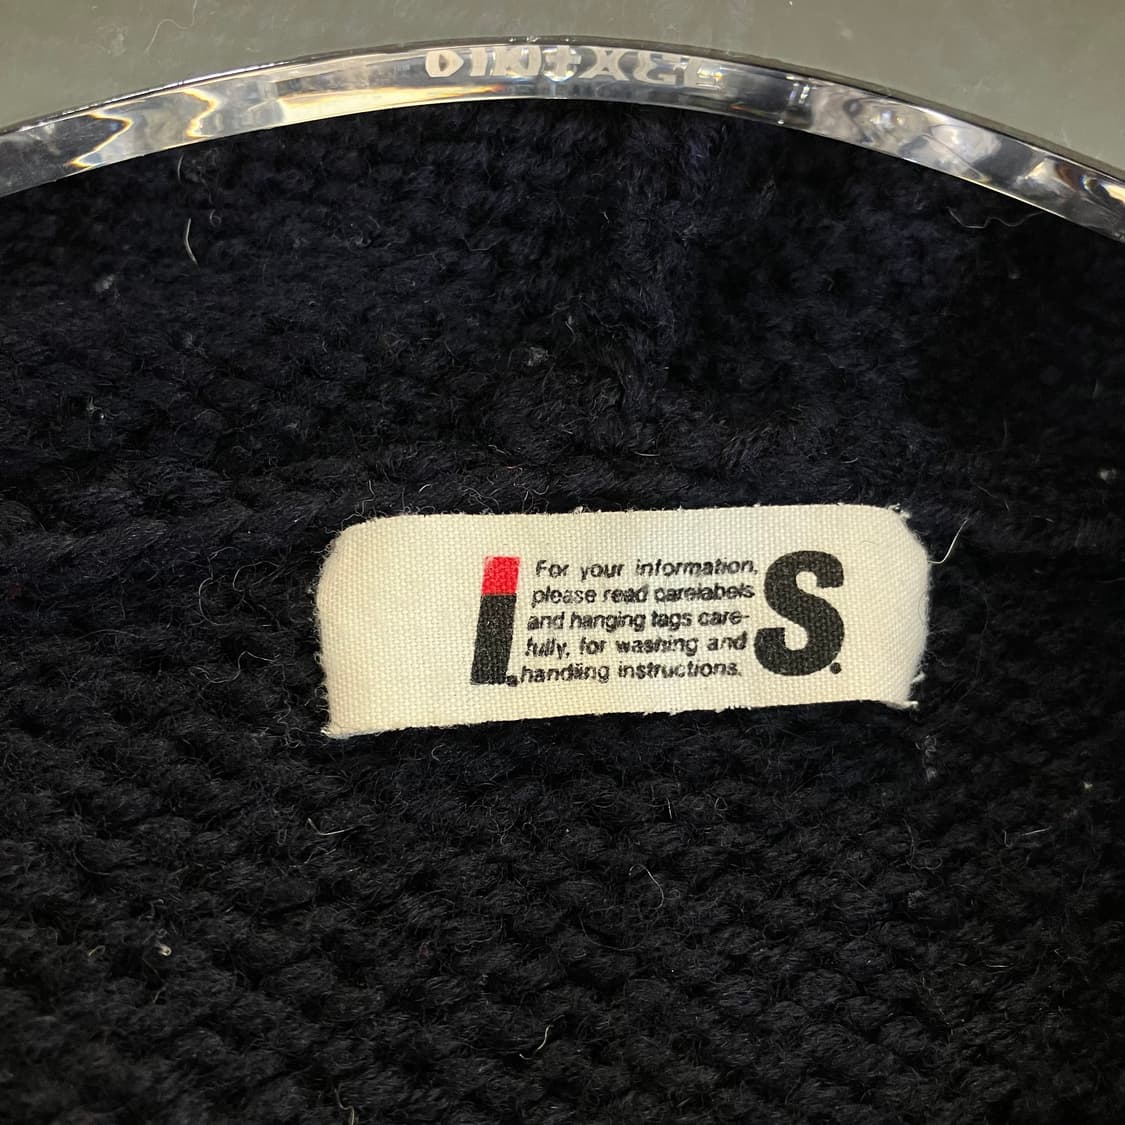 I.S.
For your information,
please read carelabels
and hanging tags care-
fully, for washing and
handling instructions.